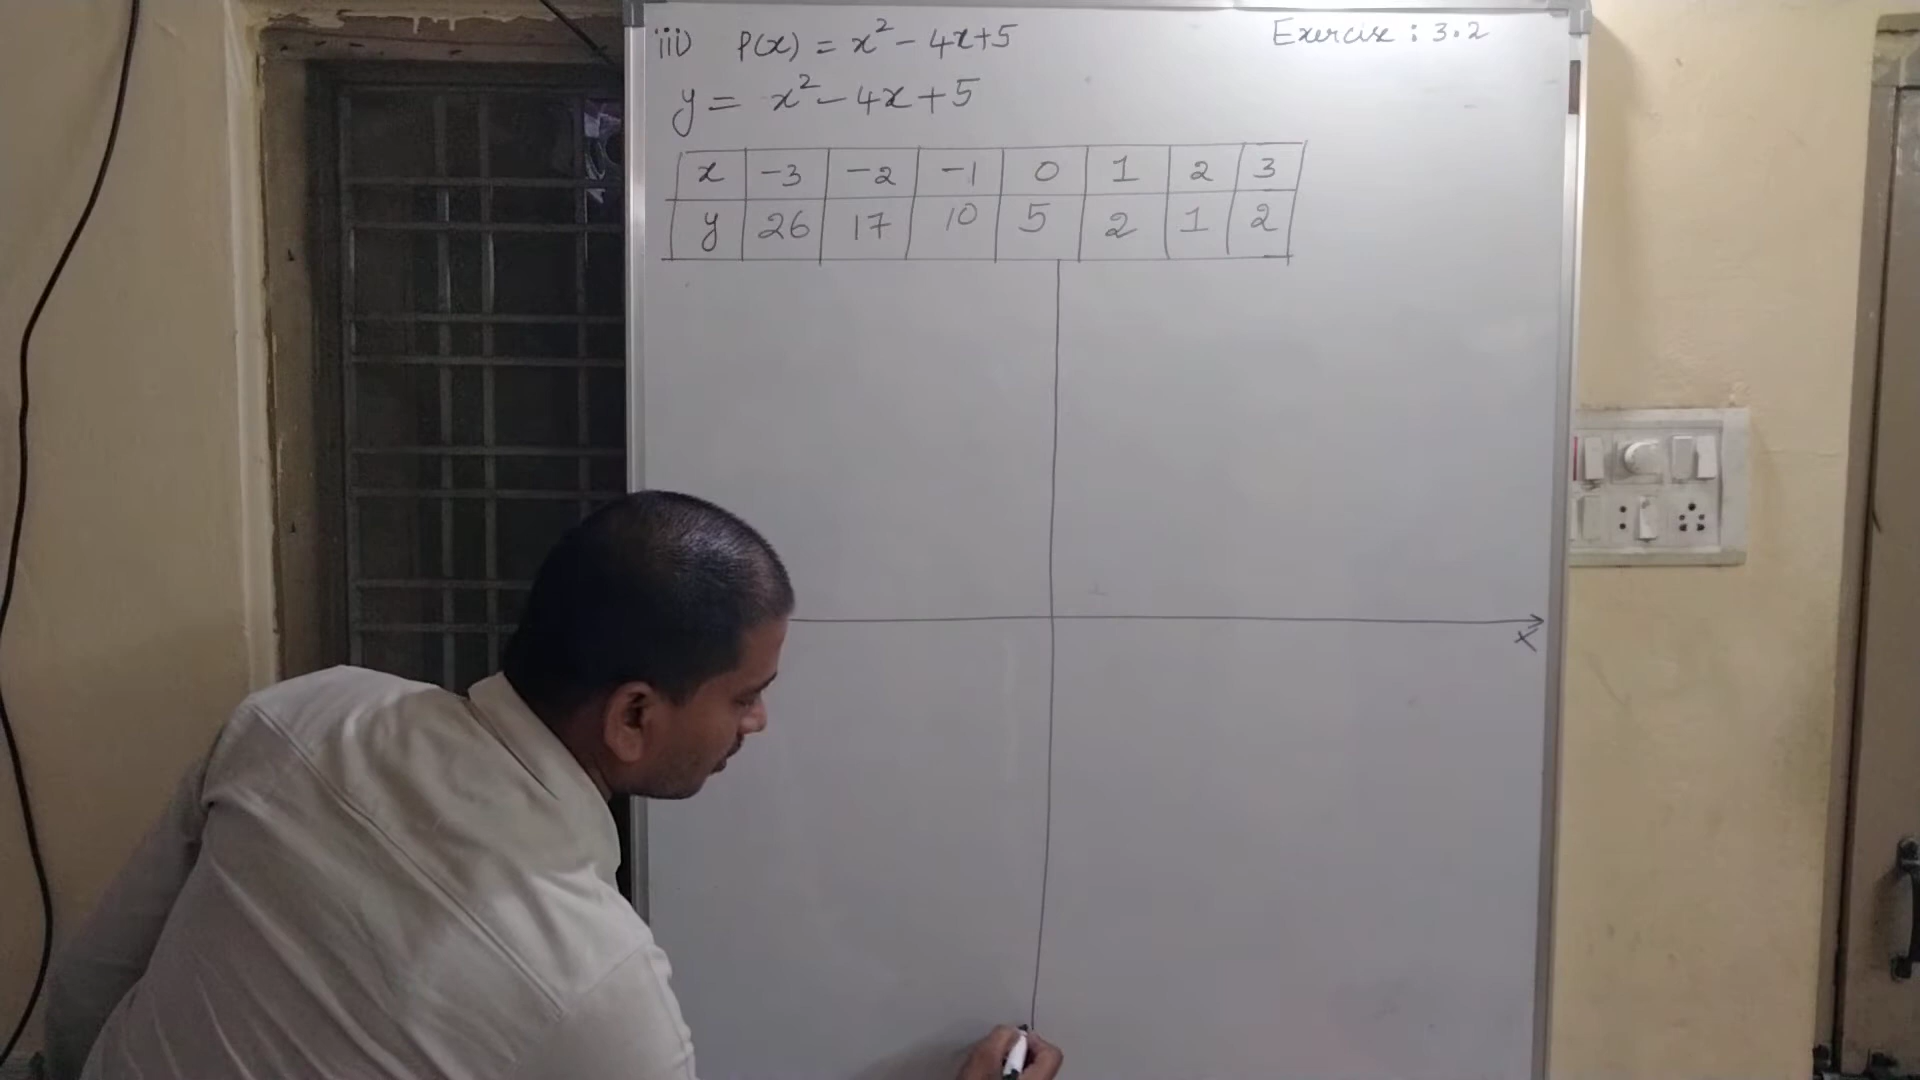 iii) P(x) = x² - 4x+5
Exercise : 3.2
y = x² - 4x + 5
x -3 -2 -1 0 1 2 3
y 26 17 10 5 2 1 2
X